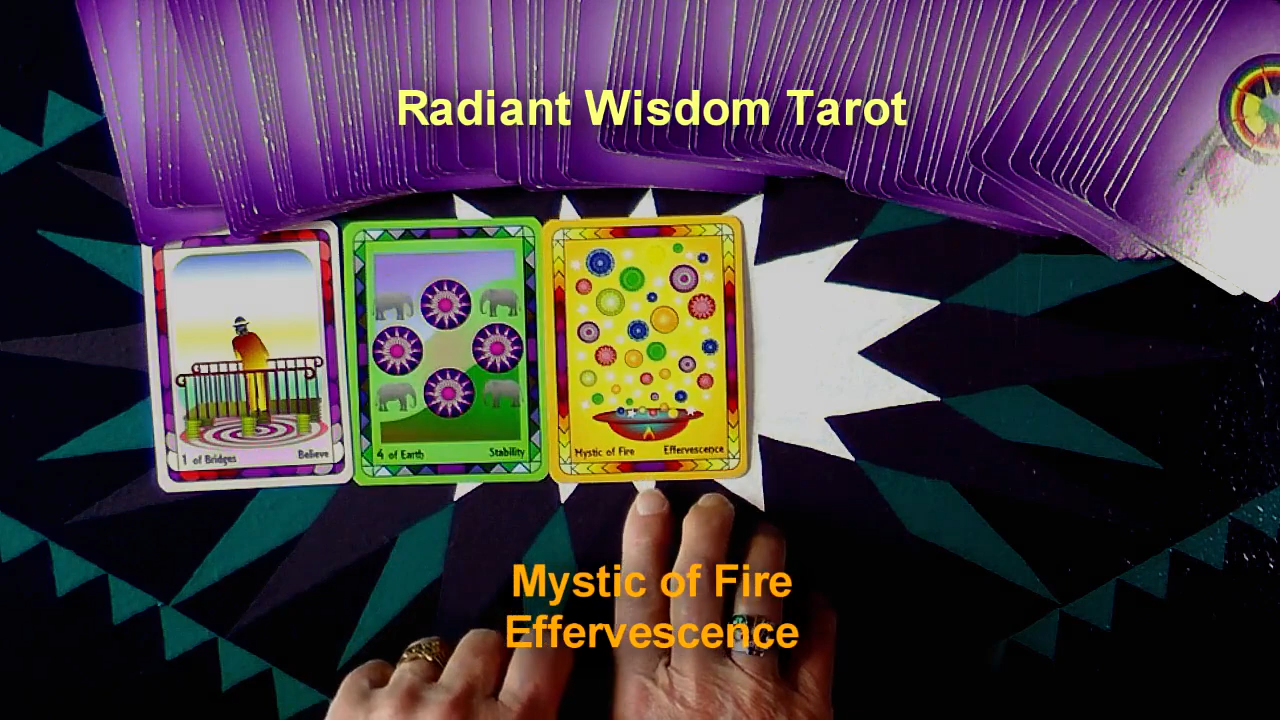 Radiant Wisdom Tarot
1 of Bridges Believe
4 of Earth Stability
Mystic of Fire Effervescence
Mystic of Fire
Effervescence